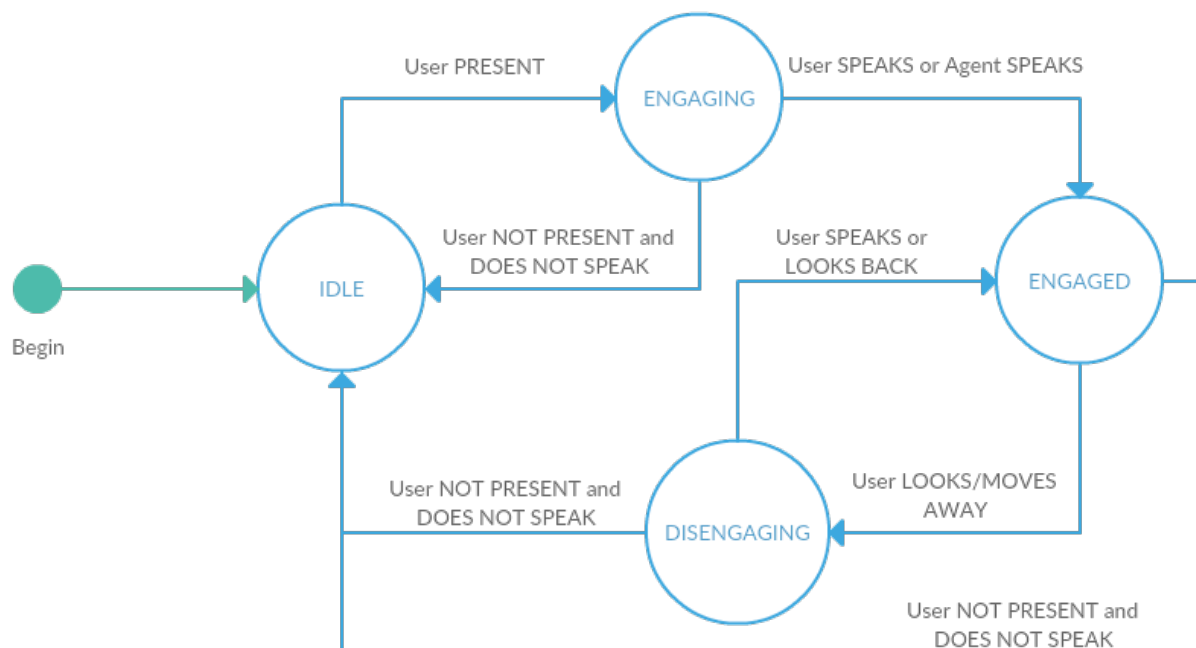 User PRESENT
ENGAGING
User SPEAKS or Agent SPEAKS
User NOT PRESENT and
DOES NOT SPEAK
User SPEAKS or
LOOKS BACK
IDLE
ENGAGED
Begin
User NOT PRESENT and
DOES NOT SPEAK
User LOOKS/MOVES
AWAY
DISENGAGING
User NOT PRESENT and
DOES NOT SPEAK